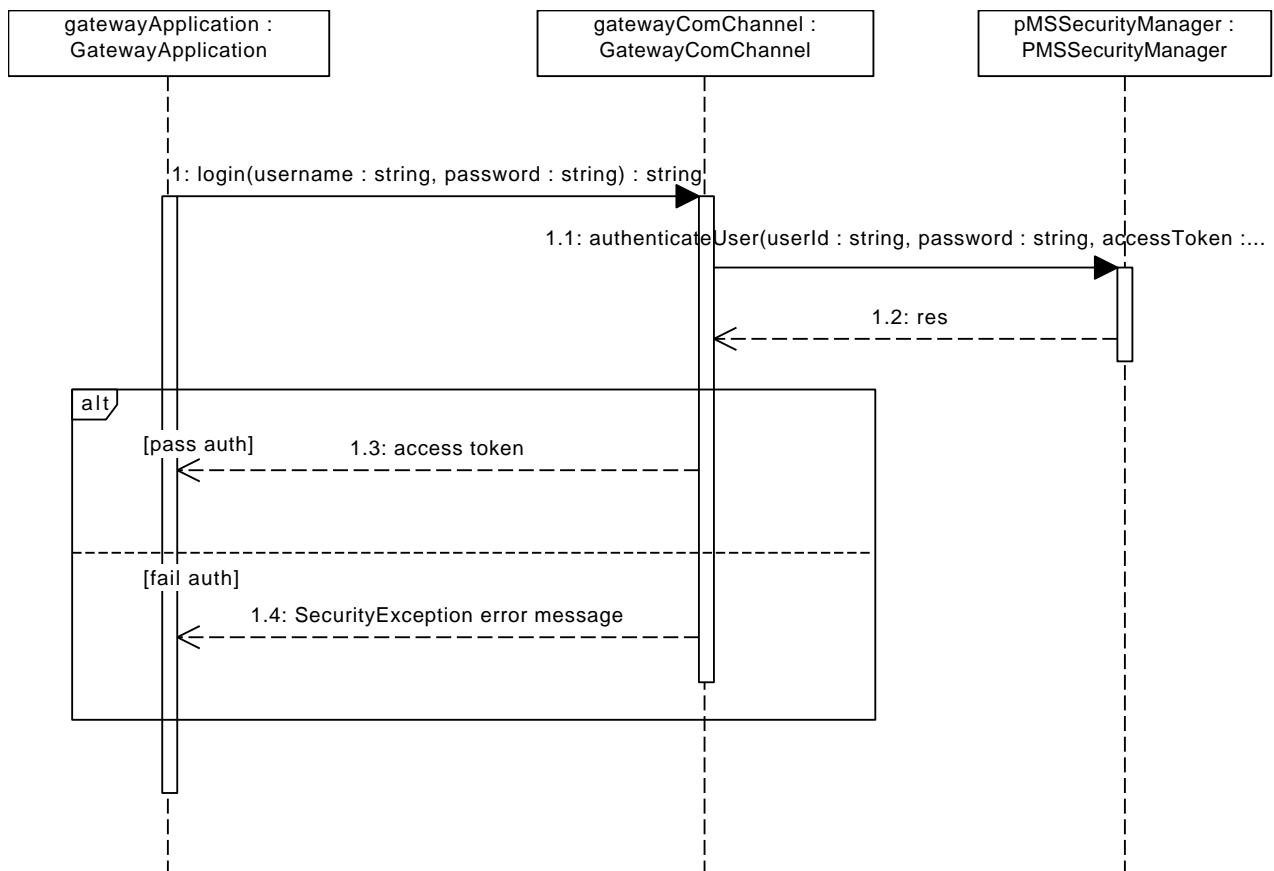 gatewayApplication :
GatewayApplication
gatewayComChannel :
GatewayComChannel
pMSSecurityManager :
PMSSecurityManager
1: login(username : string, password : string) : string
1.1: authenticateUser(userId : string, password : string, accessToken :...
1.2: res
alt
[pass auth]
1.3: access token
[fail auth]
1.4: SecurityException error message